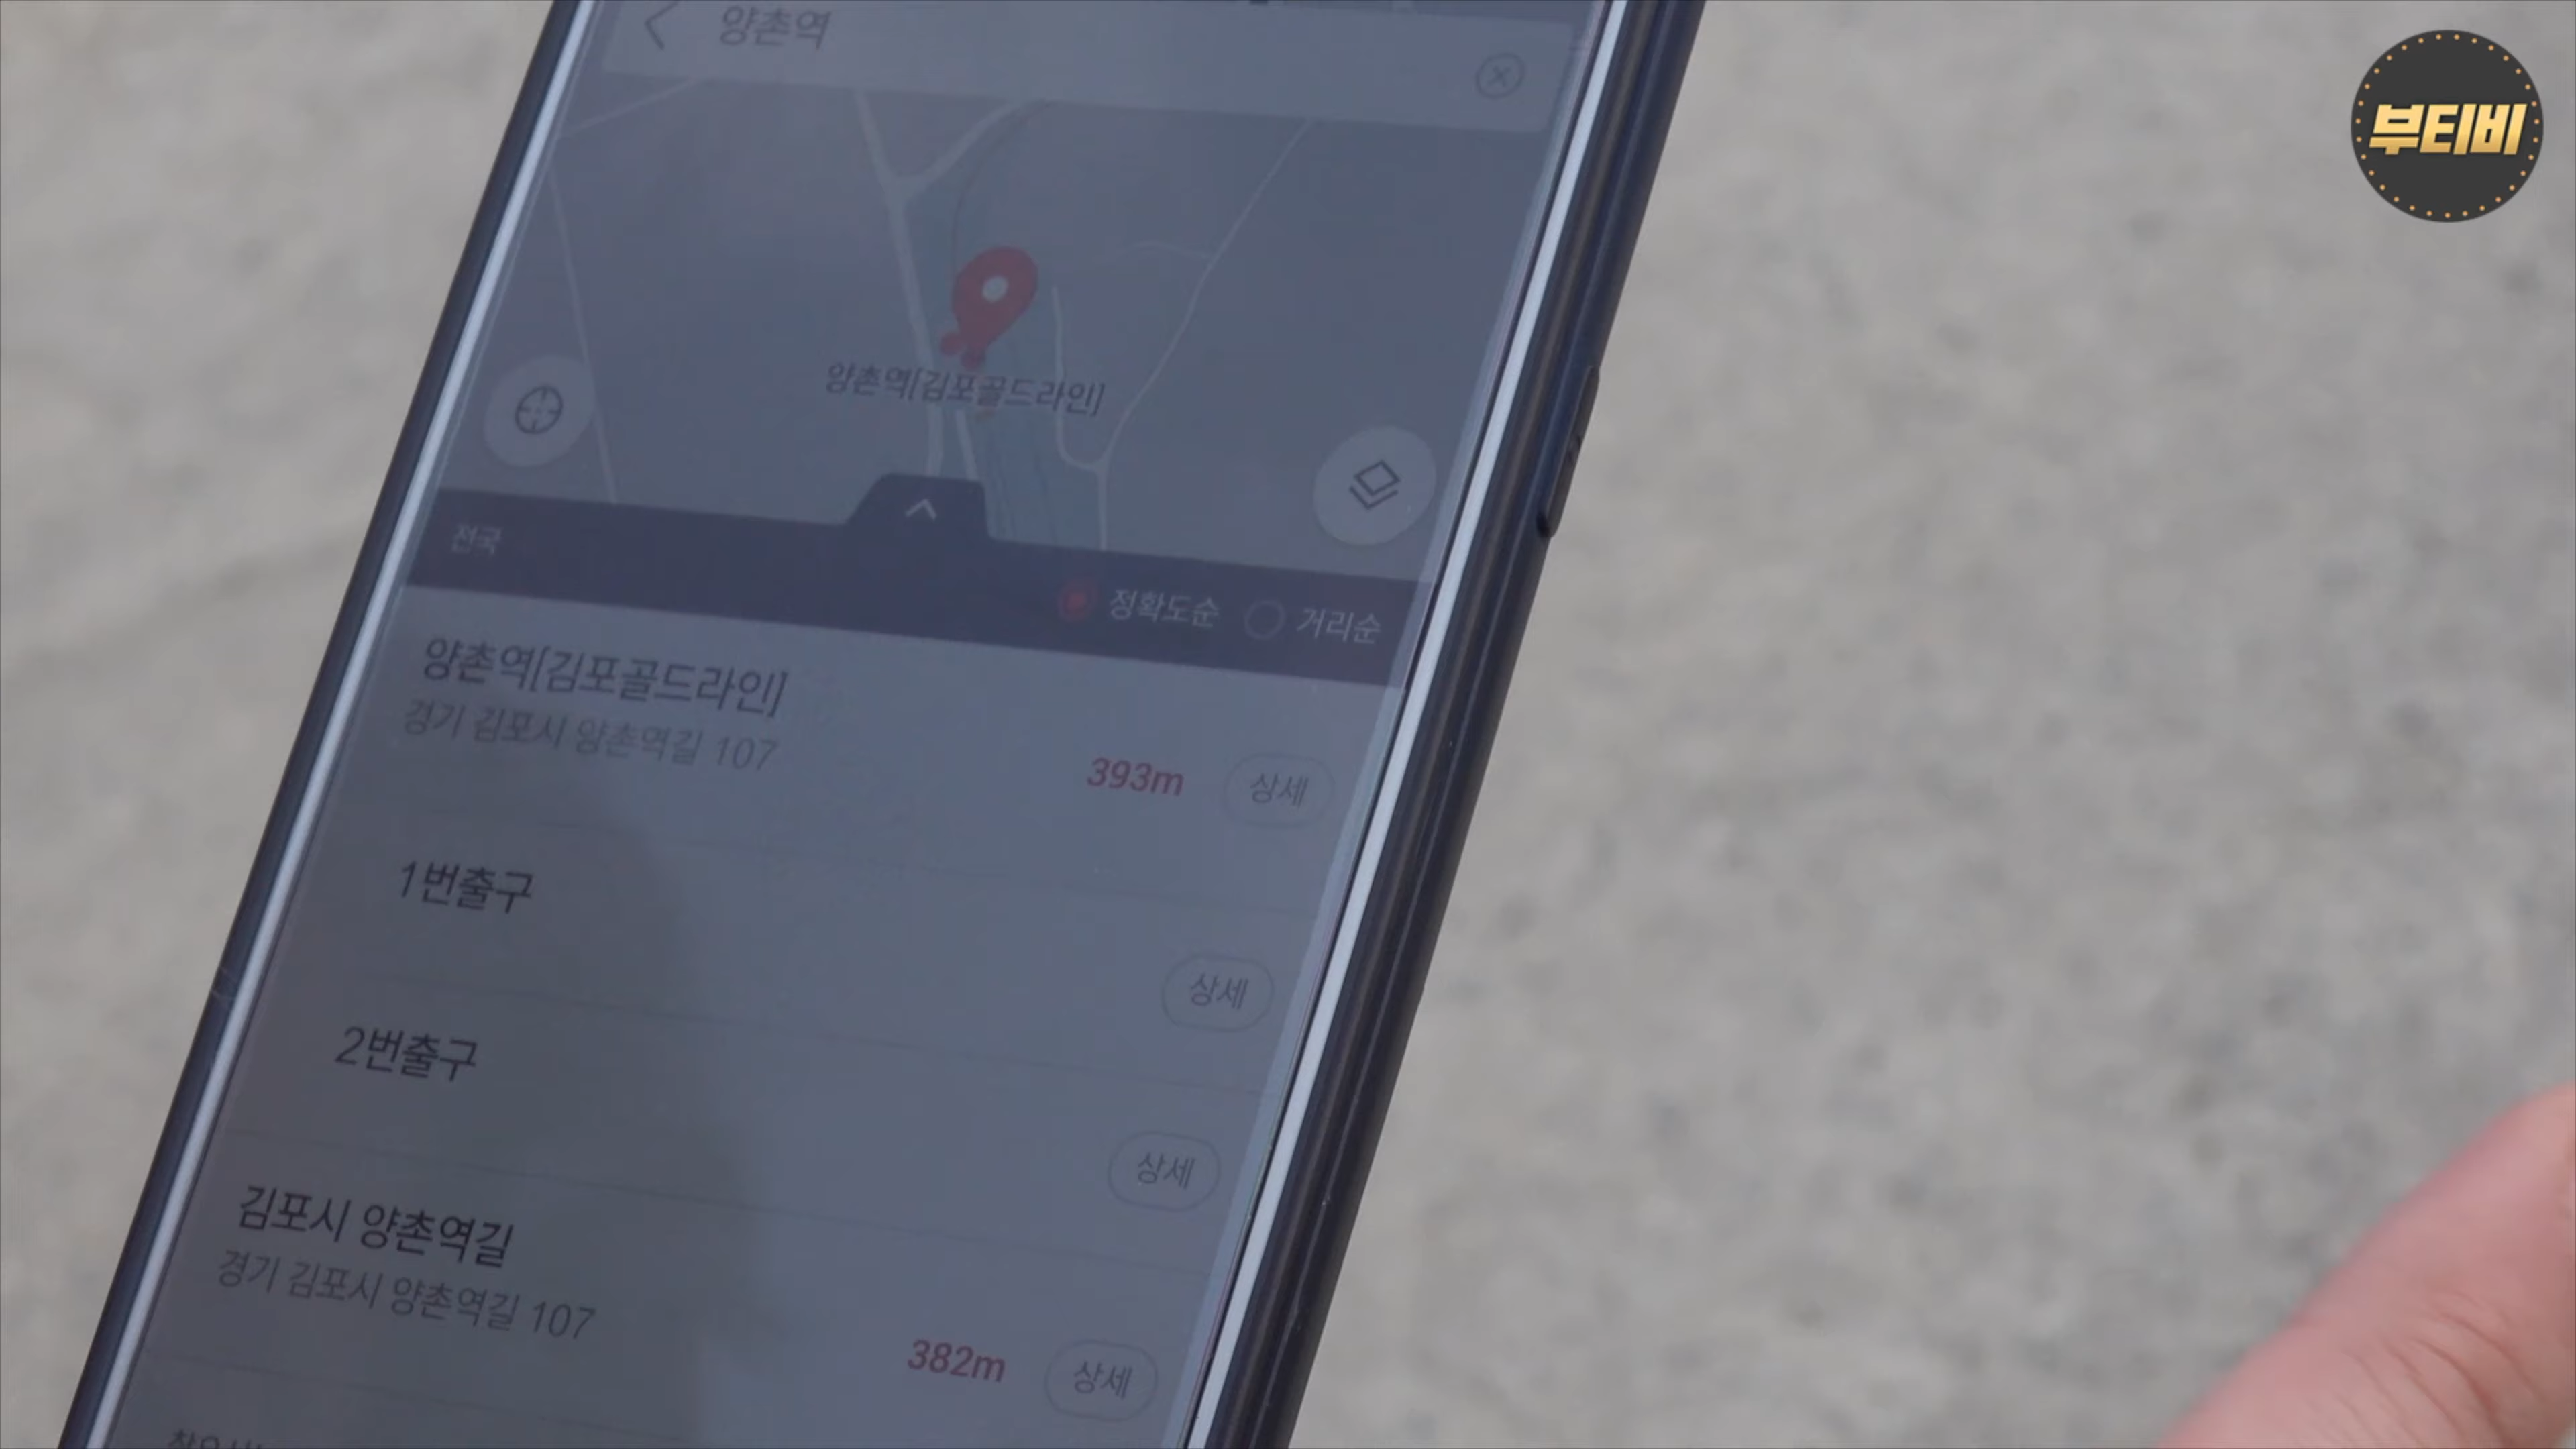 양촌역
부티비
양촌역[김포골드라인]
전국
정확도순 거리순
양촌역[김포골드라인]
경기 김포시 양촌역길 107
393m 상세
1번출구
상세
2번출구
상세
김포시 양촌역길
경기 김포시 양촌역길 107
382m 상세